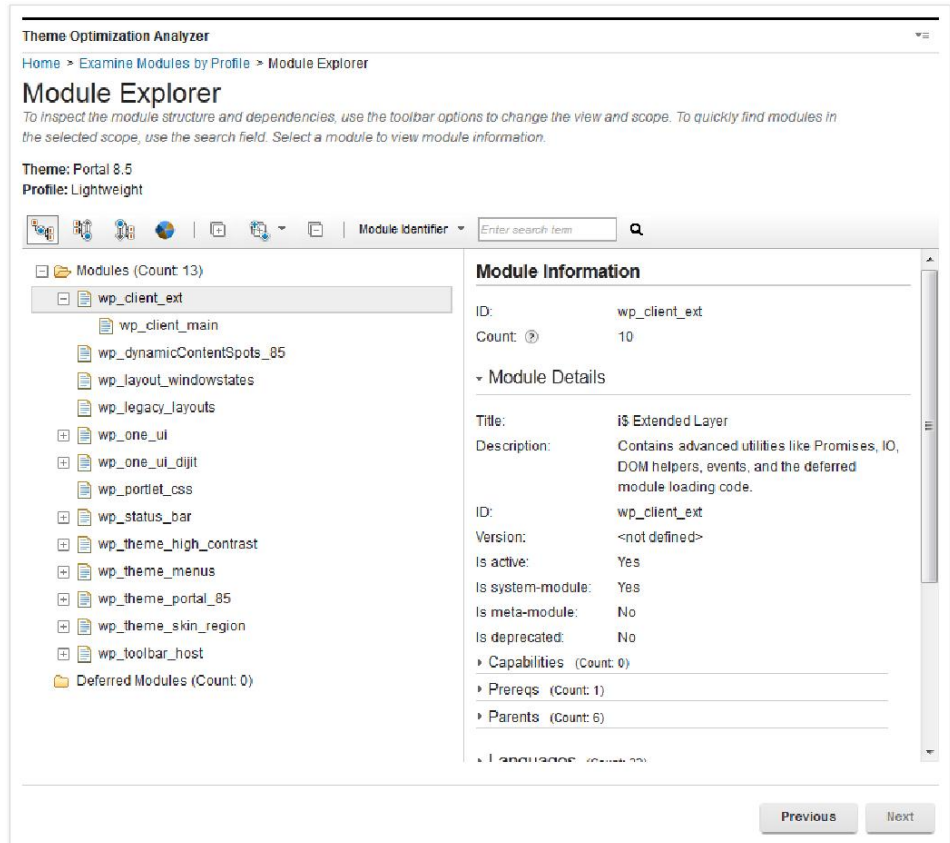 Theme Optimization Analyzer
Home > Examine Modules by Profile > Module Explorer
Module Explorer
To inspect the module structure and dependencies, use the toolbar options to change the view and scope. To quickly find modules in
the selected scope, use the search field. Select a module to view module information.
Theme: Portal 8.5
Profile: Lightweight
Module Identifier
Enter search term
Modules (Count: 13)
wp_client_ext
wp_client_main
wp_dynamicContentSpots_85
wp_layout_windowstates
wp_legacy_layouts
wp_one_ui
wp_one_ui_dijit
wp_portlet_css
wp_status_bar
wp_theme_high_contrast
wp_theme_menus
wp_theme_portal_85
wp_theme_skin_region
wp_toolbar_host
Deferred Modules (Count: 0)
Module Information
ID: wp_client_ext
Count: ? 10
Module Details
Title: i$ Extended Layer
Description: Contains advanced utilities like Promises, IO,
DOM helpers, events, and the deferred
module loading code.
ID: wp_client_ext
Version: <not defined>
Is active: Yes
Is system-module: Yes
Is meta-module: No
Is deprecated: No
Capabilities (Count: 0)
Prereqs (Count: 1)
Parents (Count: 6)
Languages
Previous Next